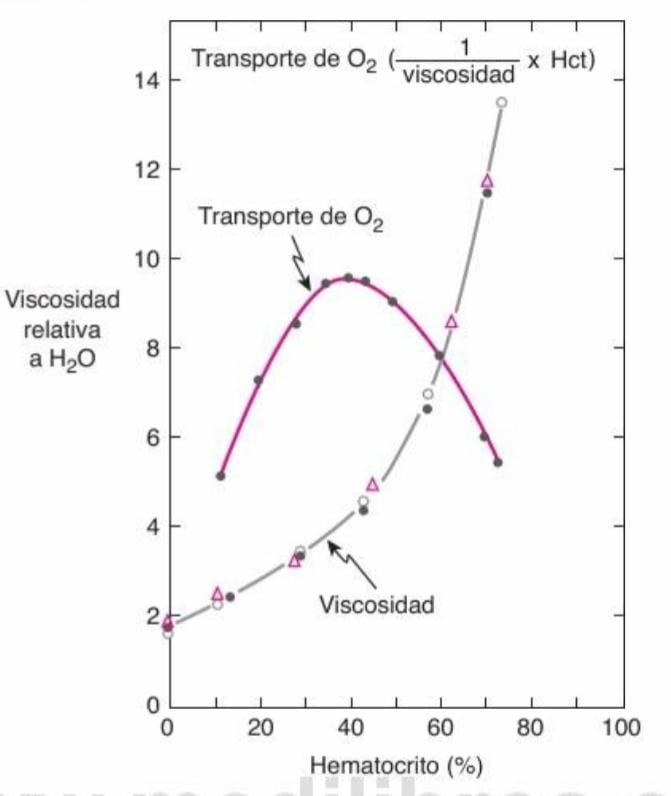 Transporte de O2 (1/viscosidad x Hct)
14
12
Transporte de O2
10
Viscosidad
relativa
a H2O
8
6
4
Viscosidad
2
0
0 20 40 60 80 100
Hematocrito (%)